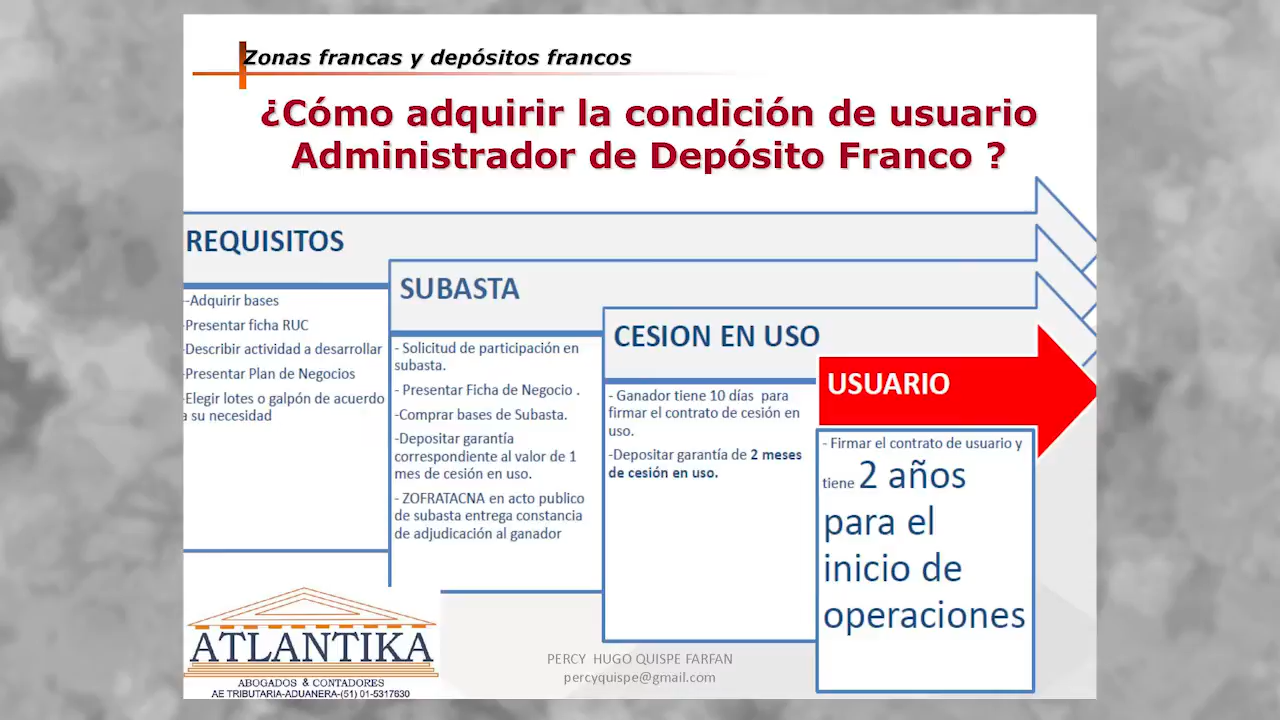 Zonas francas y depósitos francos
¿Cómo adquirir la condición de usuario
Administrador de Depósito Franco ?
REQUISITOS
-Adquirir bases
-Presentar ficha RUC
-Describir actividad a desarrollar
-Presentar Plan de Negocios
-Elegir lotes o galpón de acuerdo
a su necesidad
SUBASTA
- Solicitud de participación en
subasta.
- Presentar Ficha de Negocio .
-Comprar bases de Subasta.
-Depositar garantía
correspondiente al valor de 1
mes de cesión en uso.
- ZOFRATACNA en acto publico
de subasta entrega constancia
de adjudicación al ganador
CESION EN USO
- Ganador tiene 10 días para
firmar el contrato de cesión en
uso.
-Depositar garantía de 2 meses
de cesión en uso.
USUARIO
- Firmar el contrato de usuario y
tiene 2 años
para el
inicio de
operaciones
ATLANTIKA
ABOGADOS & CONTADORES
AE TRIBUTARIA-ADUANERA-(51) 01-5317630
PERCY HUGO QUISPE FARFAN
percyquispe@gmail.com